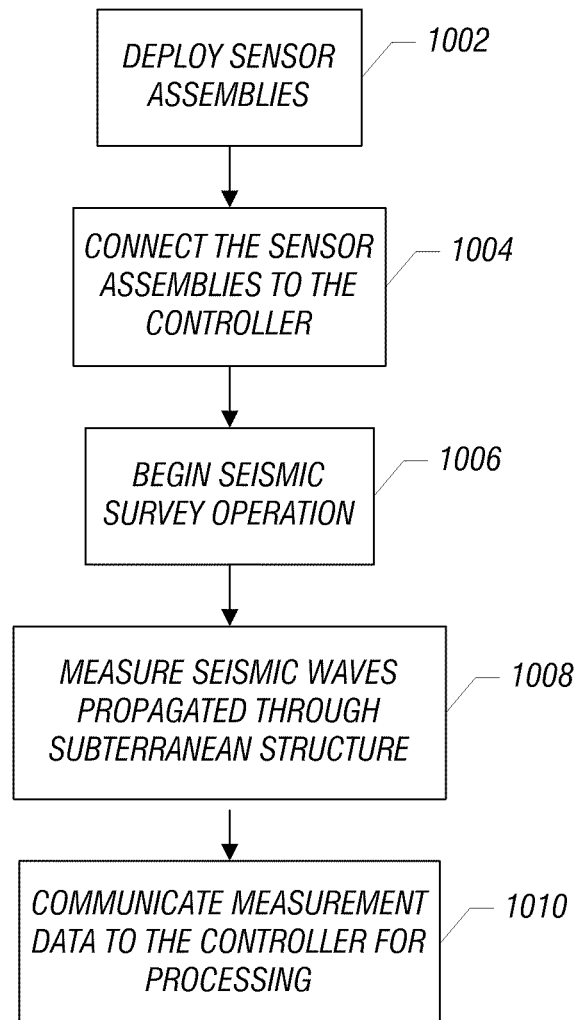 DEPLOY SENSOR
ASSEMBLIES
1002
CONNECT THE SENSOR
ASSEMBLIES TO THE
CONTROLLER
1004
BEGIN SEISMIC
SURVEY OPERATION
1006
MEASURE SEISMIC WAVES
PROPAGATED THROUGH
SUBTERRANEAN STRUCTURE
1008
COMMUNICATE MEASUREMENT
DATA TO THE CONTROLLER FOR
PROCESSING
1010